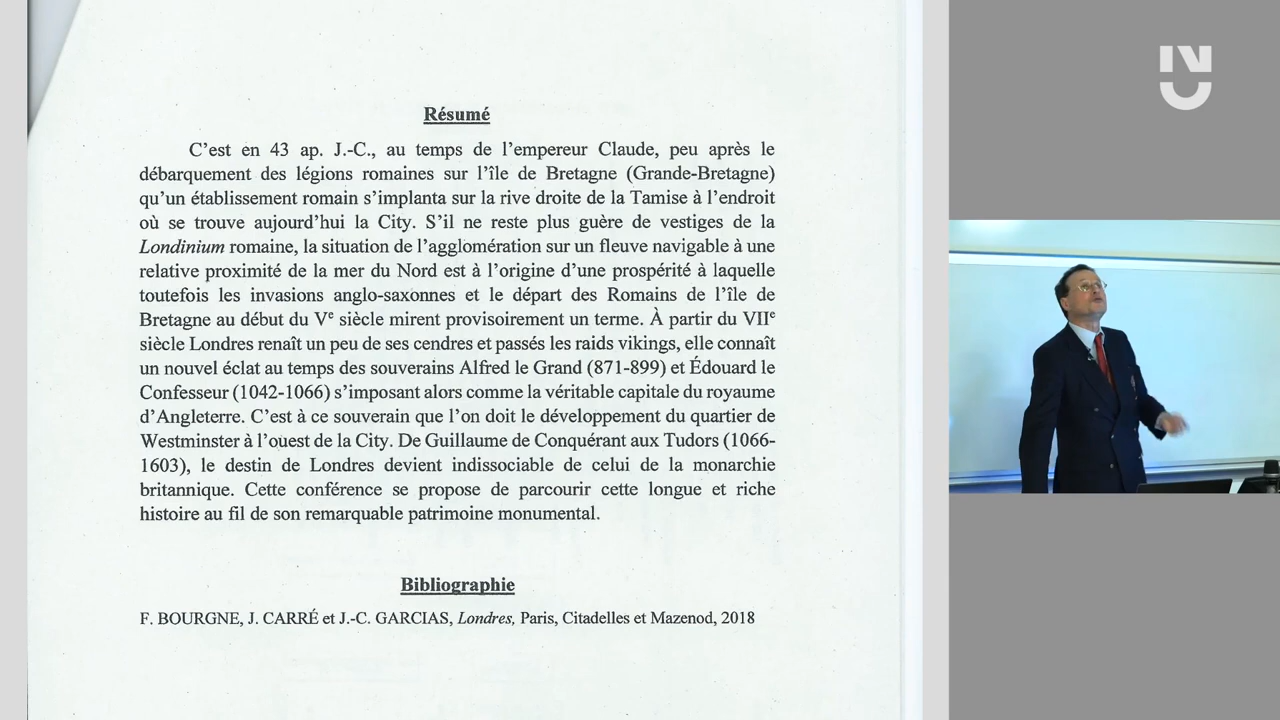 Résumé
C'est en 43 ap. J.-C., au temps de l'empereur Claude, peu après le
débarquement des légions romaines sur l'île de Bretagne (Grande-Bretagne)
qu'un établissement romain s'implanta sur la rive droite de la Tamise à l'endroit
où se trouve aujourd'hui la City. S'il ne reste plus guère de vestiges de la
Londinium romaine, la situation de l'agglomération sur un fleuve navigable à une
relative proximité de la mer du Nord est à l'origine d'une prospérité à laquelle
toutefois les invasions anglo-saxonnes et le départ des Romains de l'île de
Bretagne au début du Ve siècle mirent provisoirement un terme. À partir du VIIe
siècle Londres renaît un peu de ses cendres et passés les raids vikings, elle connaît
un nouvel éclat au temps des souverains Alfred le Grand (871-899) et Édouard le
Confesseur (1042-1066) s'imposant alors comme la véritable capitale du royaume
d'Angleterre. C'est à ce souverain que l'on doit le développement du quartier de
Westminster à l'ouest de la City. De Guillaume de Conquérant aux Tudors (1066-
1603), le destin de Londres devient indissociable de celui de la monarchie
britannique. Cette conférence se propose de parcourir cette longue et riche
histoire au fil de son remarquable patrimoine monumental.
Bibliographie
F. BOURGNE, J. CARRÉ et J.-C. GARCIAS, Londres, Paris, Citadelles et Mazenod, 2018